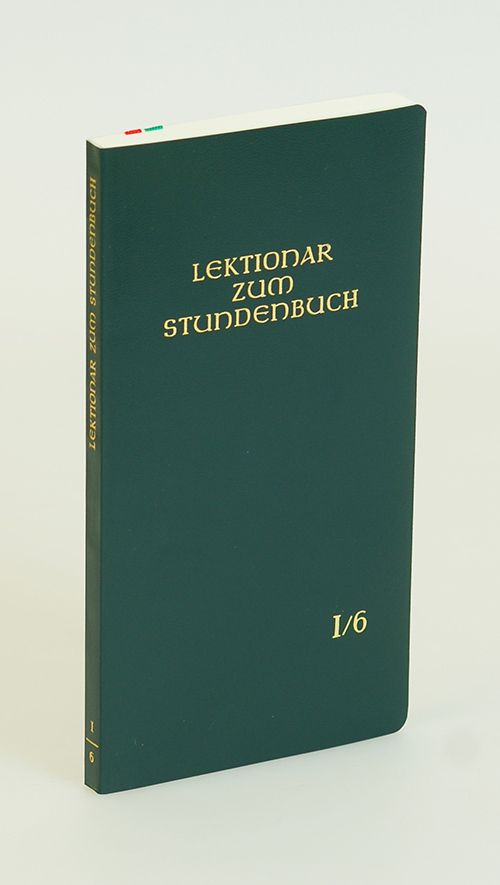 LEKTIONAR
ZUM
STUNDENBUCH
I/6
LEKTIONAR ZUM STUNDENBUCH
I
6